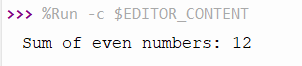 >>> %Run -c $EDITOR_CONTENT
Sum of even numbers: 12